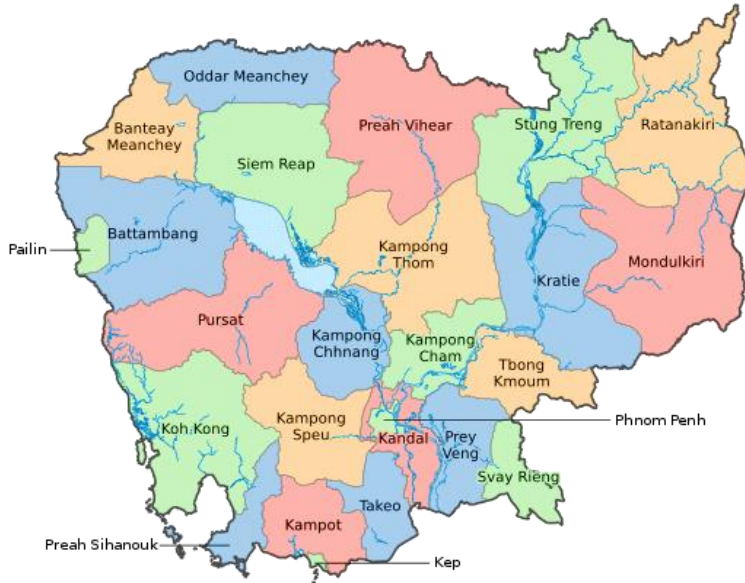 Oddar Meanchey
Banteay
Meanchey
Siem Reap
Preah Vihear
Stung Treng
Ratanakiri
Pailin
Battambang
Kampong
Thom
Kratie
Mondulkiri
Pursat
Kampong
Chhnang
Kampong
Cham
Tbong
Kmoum
Koh Kong
Kampong
Speu
Kandal
Phnom Penh
Prey
Veng
Svay Rieng
Takeo
Kampot
Preah Sihanouk
Kep